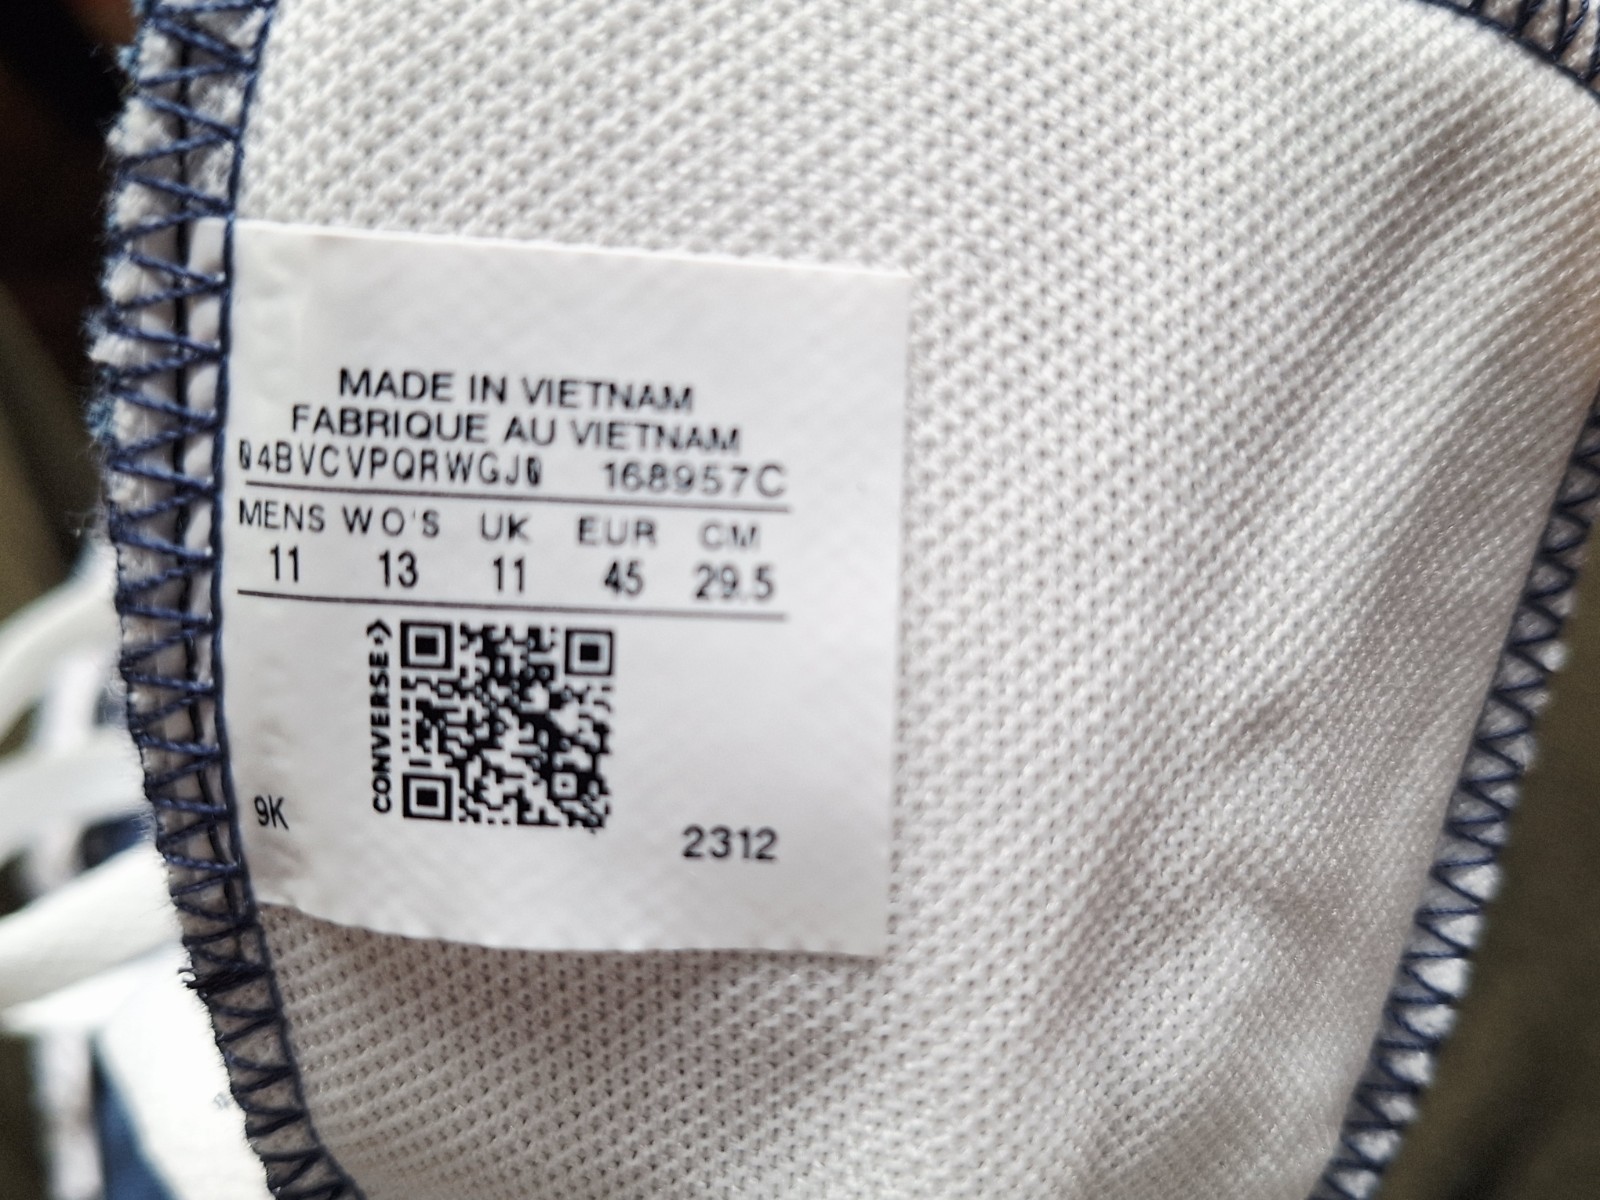 MADE IN VIETNAM
FABRIQUE AU VIETNAM
04BVCVPQRWGJ0 168957C
MENS WO'S UK EUR CM
11 13 11 45 29.5
CONVERSE
9K
2312